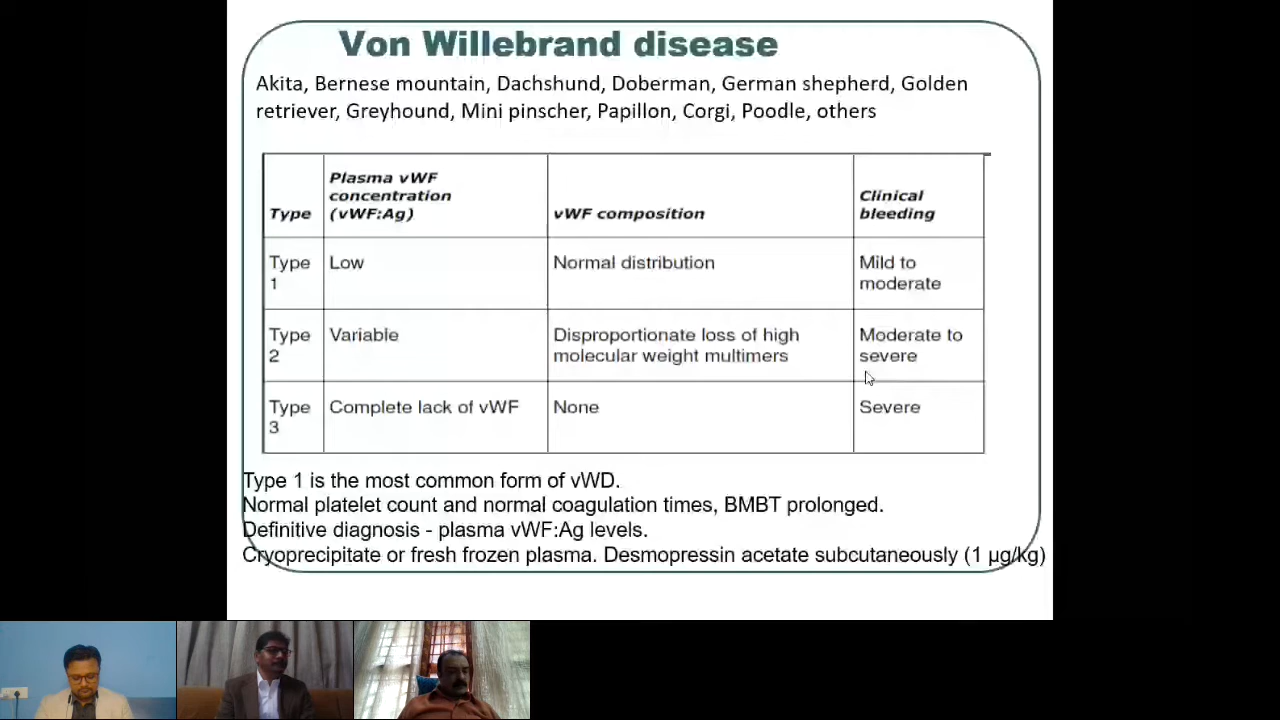 Von Willebrand disease
Akita, Bernese mountain, Dachshund, Doberman, German shepherd, Golden
retriever, Greyhound, Mini pinscher, Papillon, Corgi, Poodle, others
Type
Plasma vWF
concentration
(vWF:Ag)
vWF composition
Clinical
bleeding
Type
1
Low
Normal distribution
Mild to
moderate
Type
2
Variable
Disproportionate loss of high
molecular weight multimers
Moderate to
severe
Type
3
Complete lack of vWF
None
Severe
Type 1 is the most common form of vWD.
Normal platelet count and normal coagulation times, BMBT prolonged.
Definitive diagnosis - plasma vWF:Ag levels.
Cryoprecipitate or fresh frozen plasma. Desmopressin acetate subcutaneously (1 µg/kg)